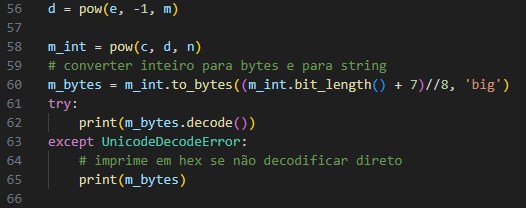 56 d = pow(e, -1, m)
57
58 m_int = pow(c, d, n)
59 # converter inteiro para bytes e para string
60 m_bytes = m_int.to_bytes((m_int.bit_length() + 7)//8, 'big')
61 try:
62     print(m_bytes.decode())
63 except UnicodeDecodeError:
64     # imprime em hex se não decodificar direto
65     print(m_bytes)
66